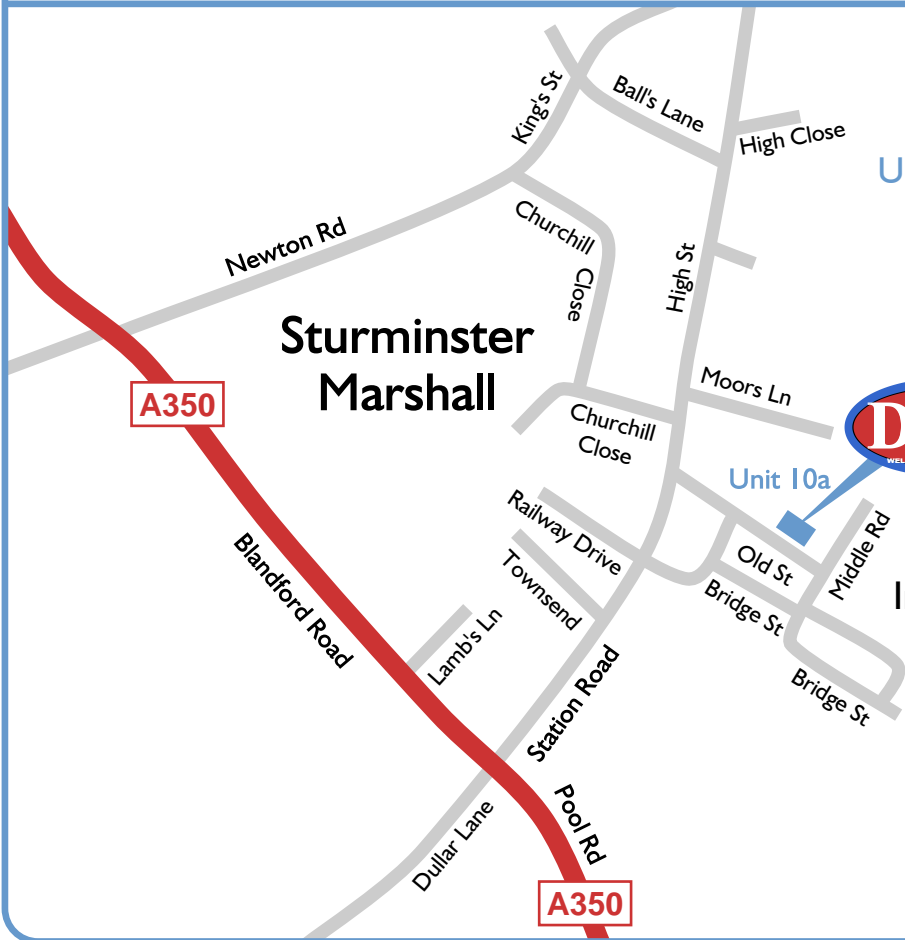 King's St
Ball's Lane
High Close
U
Churchill
Close
Newton Rd
High St
Sturminster
Marshall
A350
Moors Ln
Churchill
Close
D
WEL
Unit 10a
Railway Drive
Old St
Middle Rd
Townsend
Bridge St
Blandford Road
Lamb's Ln
Station Road
Bridge St
Pool Rd
Dullar Lane
A350